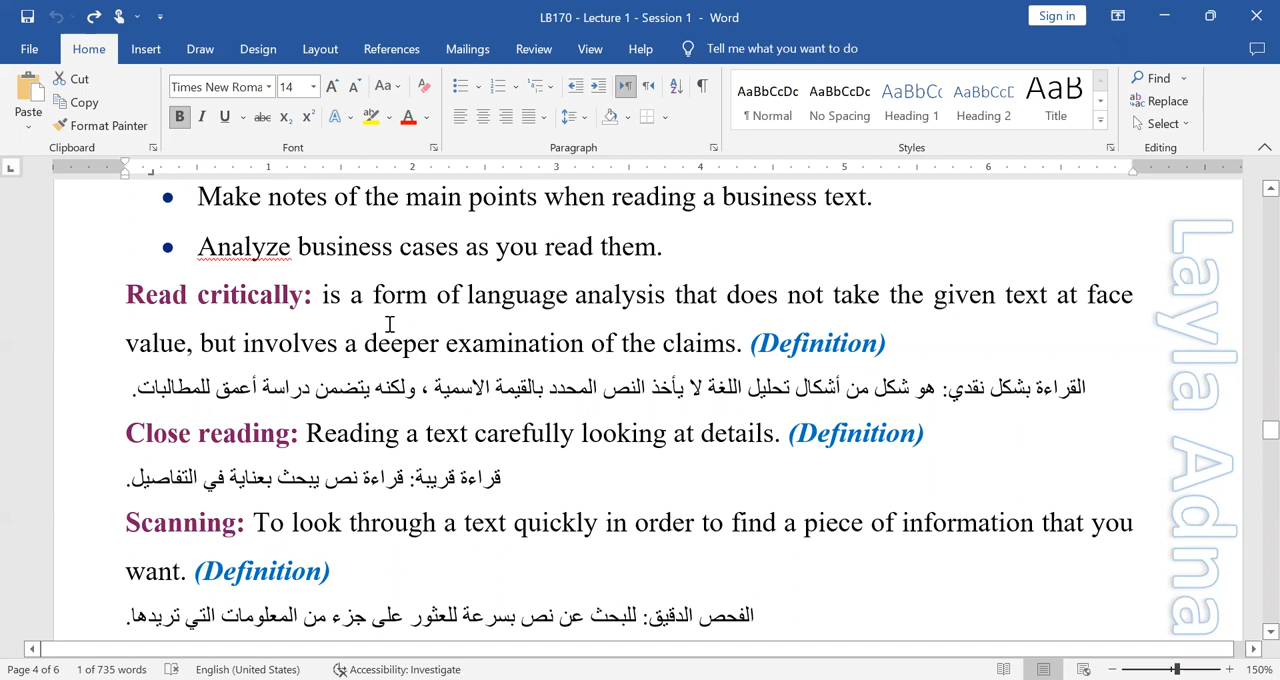 LB170 - Lecture 1 - Session 1 - Word
Sign in
File Home Insert Draw Design Layout References Mailings Review View Help Tell me what you want to do
Paste
Cut
Copy
Format Painter
Clipboard
Times New Roma 14
Font
Paragraph
AaBbCcDc AaBbCcDc AaBbCc AaBbCcD AaB
¶ Normal No Spacing Heading 1 Heading 2 Title
Styles
Find
Replace
Select
Editing
1 2 3 4 5 6
• Make notes of the main points when reading a business text.
• Analyze business cases as you read them.
Read critically: is a form of language analysis that does not take the given text at face
value, but involves a deeper examination of the claims. (Definition)
القراءة بشكل نقدي: هو شكل من أشكال تحليل اللغة لا يأخذ النص المحدد بالقيمة الاسمية ، ولكنه يتضمن دراسة أعمق للمطالبات.
Close reading: Reading a text carefully looking at details. (Definition)
قراءة قريبة: قراءة نص يبحث بعناية في التفاصيل.
Scanning: To look through a text quickly in order to find a piece of information that you
want. (Definition)
الفحص الدقيق: للبحث عن نص بسرعة للعثور على جزء من المعلومات التي تريدها.
Layla Adna
Page 4 of 6 1 of 735 words English (United States) Accessibility: Investigate 150%